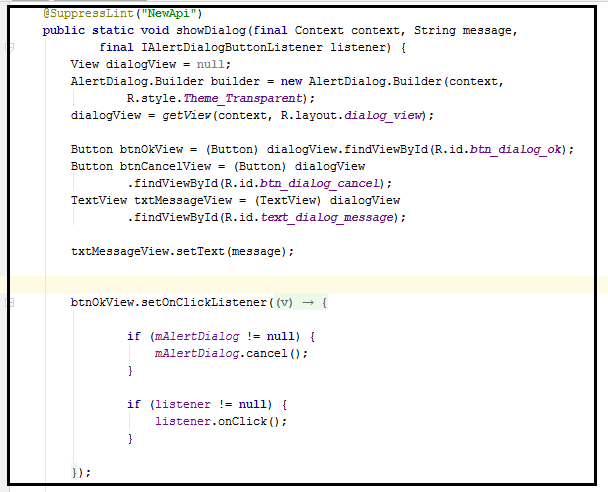 @SuppressLint("NewApi")
public static void showDialog(final Context context, String message,
final IAlertDialogButtonListener listener) {
View dialogView = null;
AlertDialog.Builder builder = new AlertDialog.Builder(context,
R.style.Theme_Transparent);
dialogView = getView(context, R.layout.dialog_view);
Button btnOkView = (Button) dialogView.findViewById(R.id.btn_dialog_ok);
Button btnCancelView = (Button) dialogView
.findViewById(R.id.btn_dialog_cancel);
TextView txtMessageView = (TextView) dialogView
.findViewById(R.id.text_dialog_message);
txtMessageView.setText(message);
btnOkView.setOnClickListener((v) → {
if (mAlertDialog != null) {
mAlertDialog.cancel();
}
if (listener != null) {
listener.onClick();
}
});